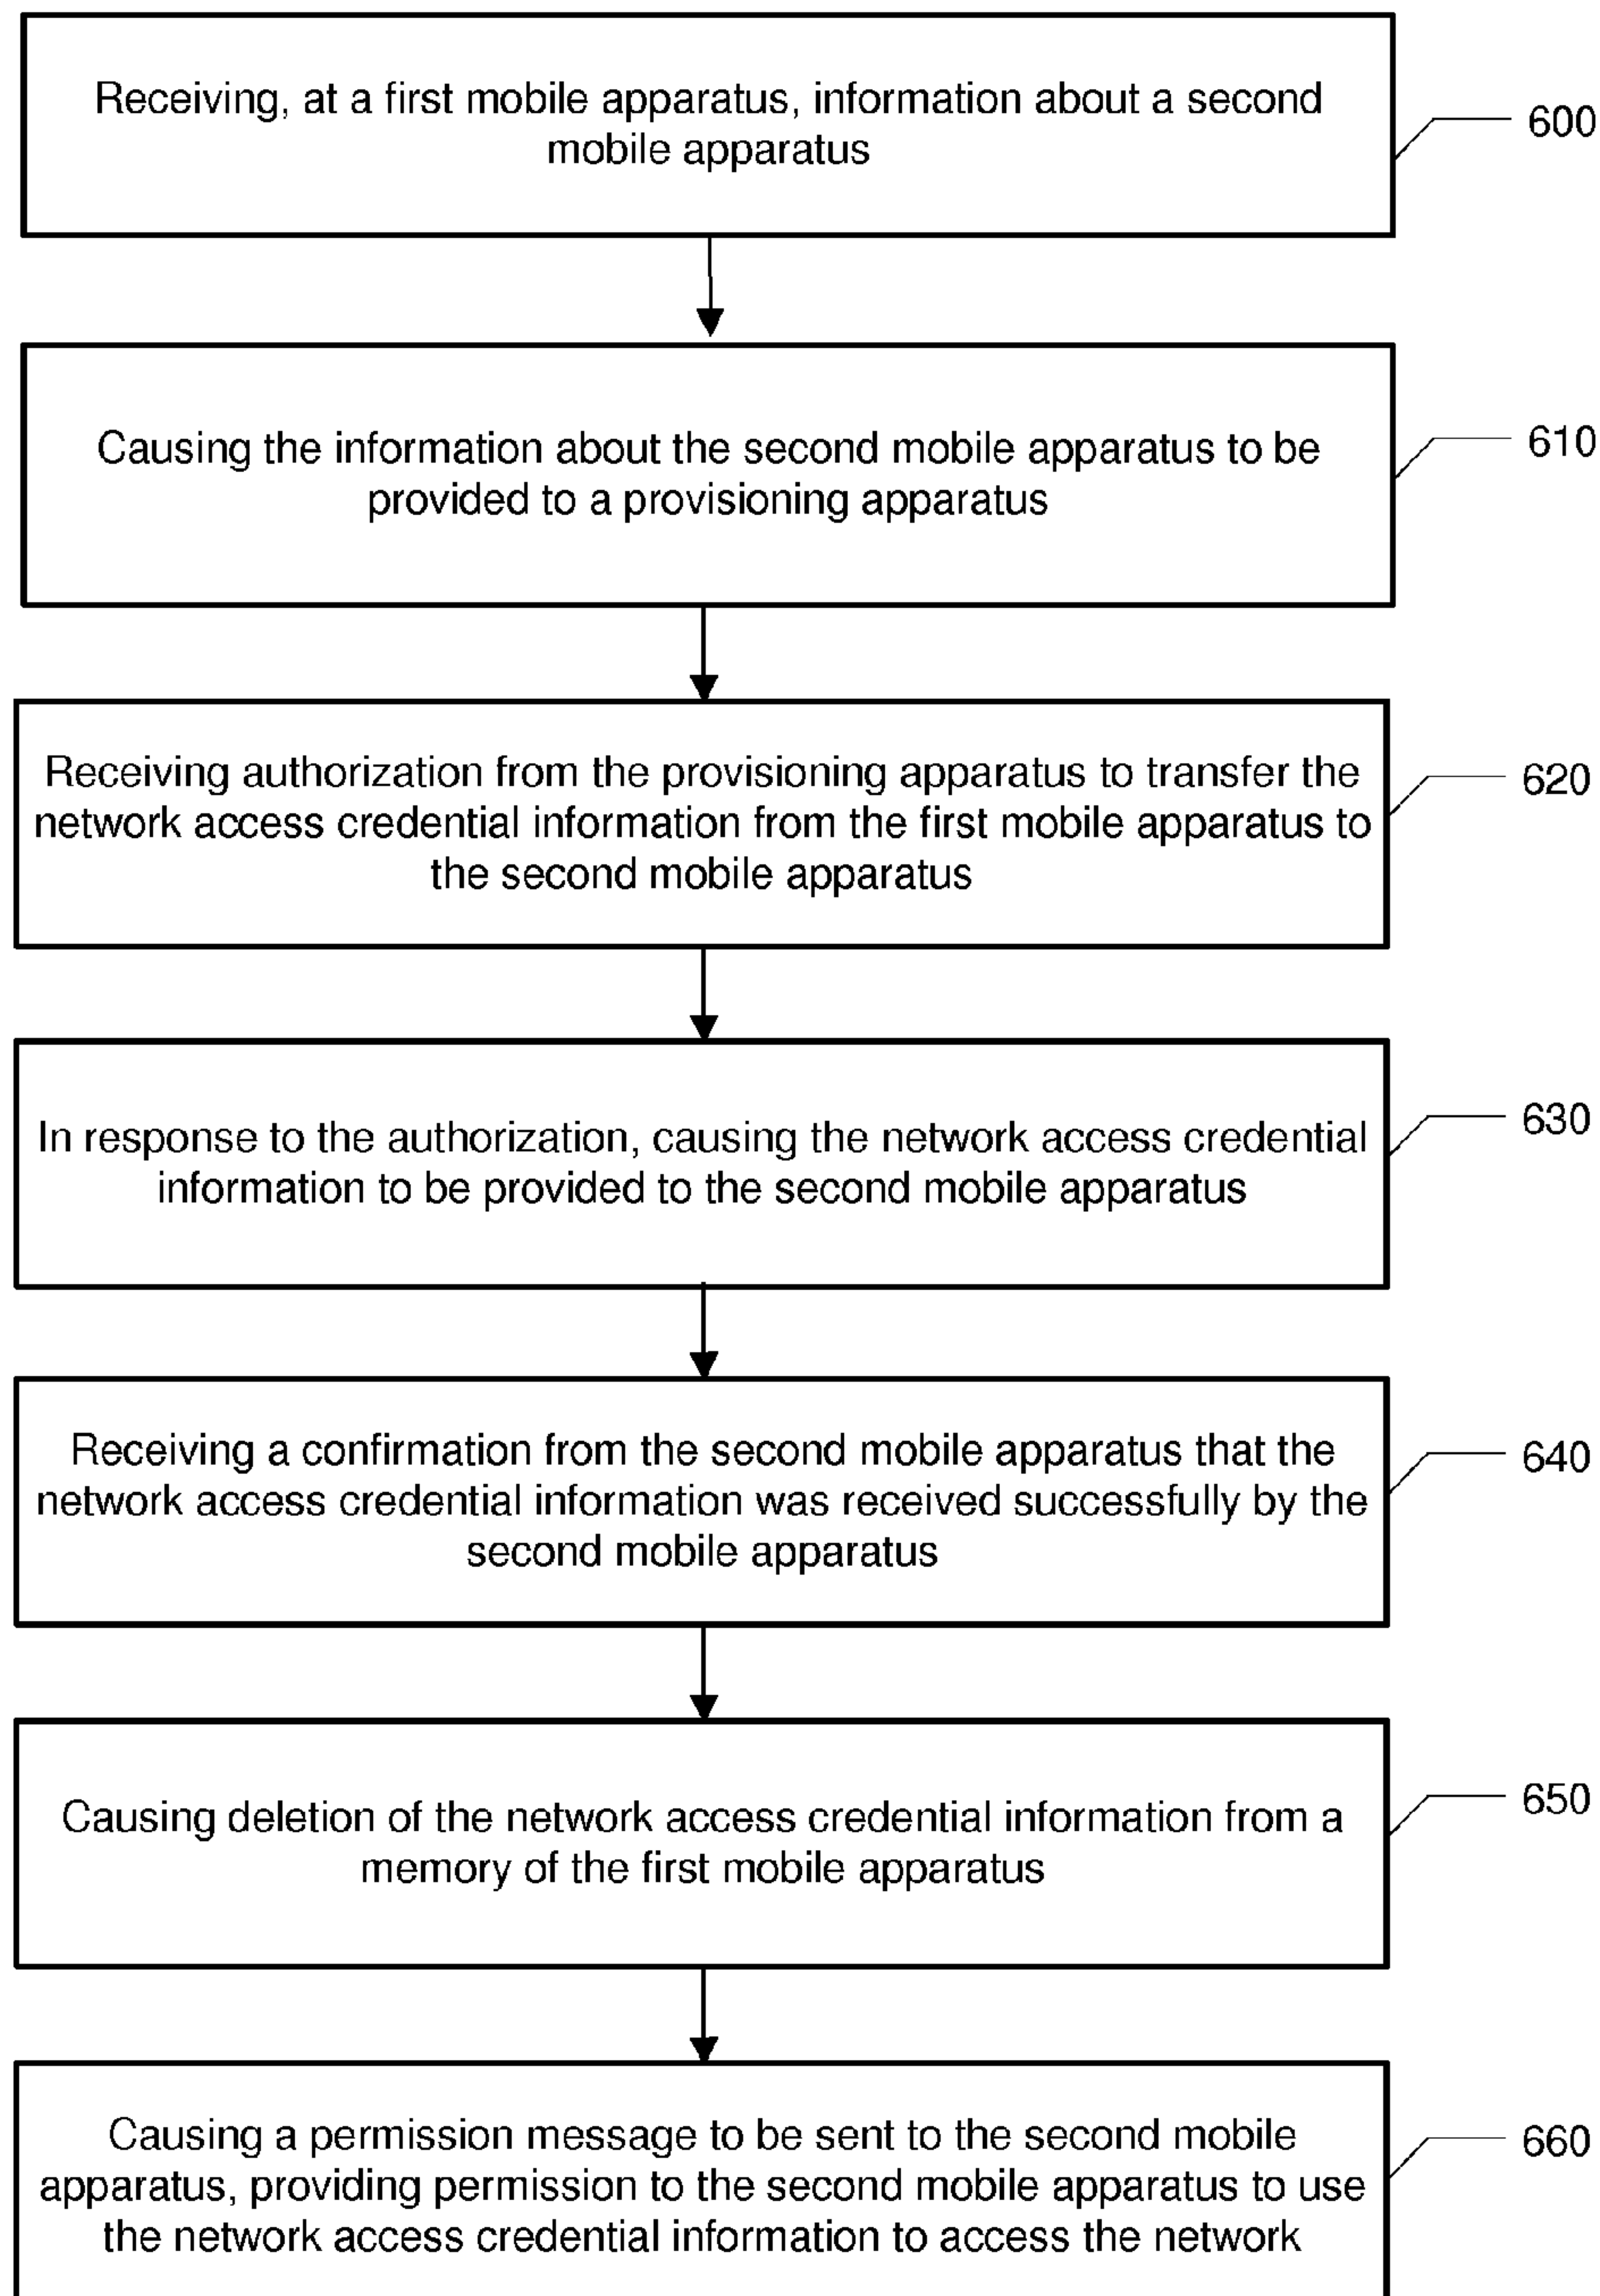 Receiving, at a first mobile apparatus, information about a second
mobile apparatus
600
Causing the information about the second mobile apparatus to be
provided to a provisioning apparatus
610
Receiving authorization from the provisioning apparatus to transfer the
network access credential information from the first mobile apparatus to
the second mobile apparatus
620
In response to the authorization, causing the network access credential
information to be provided to the second mobile apparatus
630
Receiving a confirmation from the second mobile apparatus that the
network access credential information was received successfully by the
second mobile apparatus
640
Causing deletion of the network access credential information from a
memory of the first mobile apparatus
650
Causing a permission message to be sent to the second mobile
apparatus, providing permission to the second mobile apparatus to use
the network access credential information to access the network
660